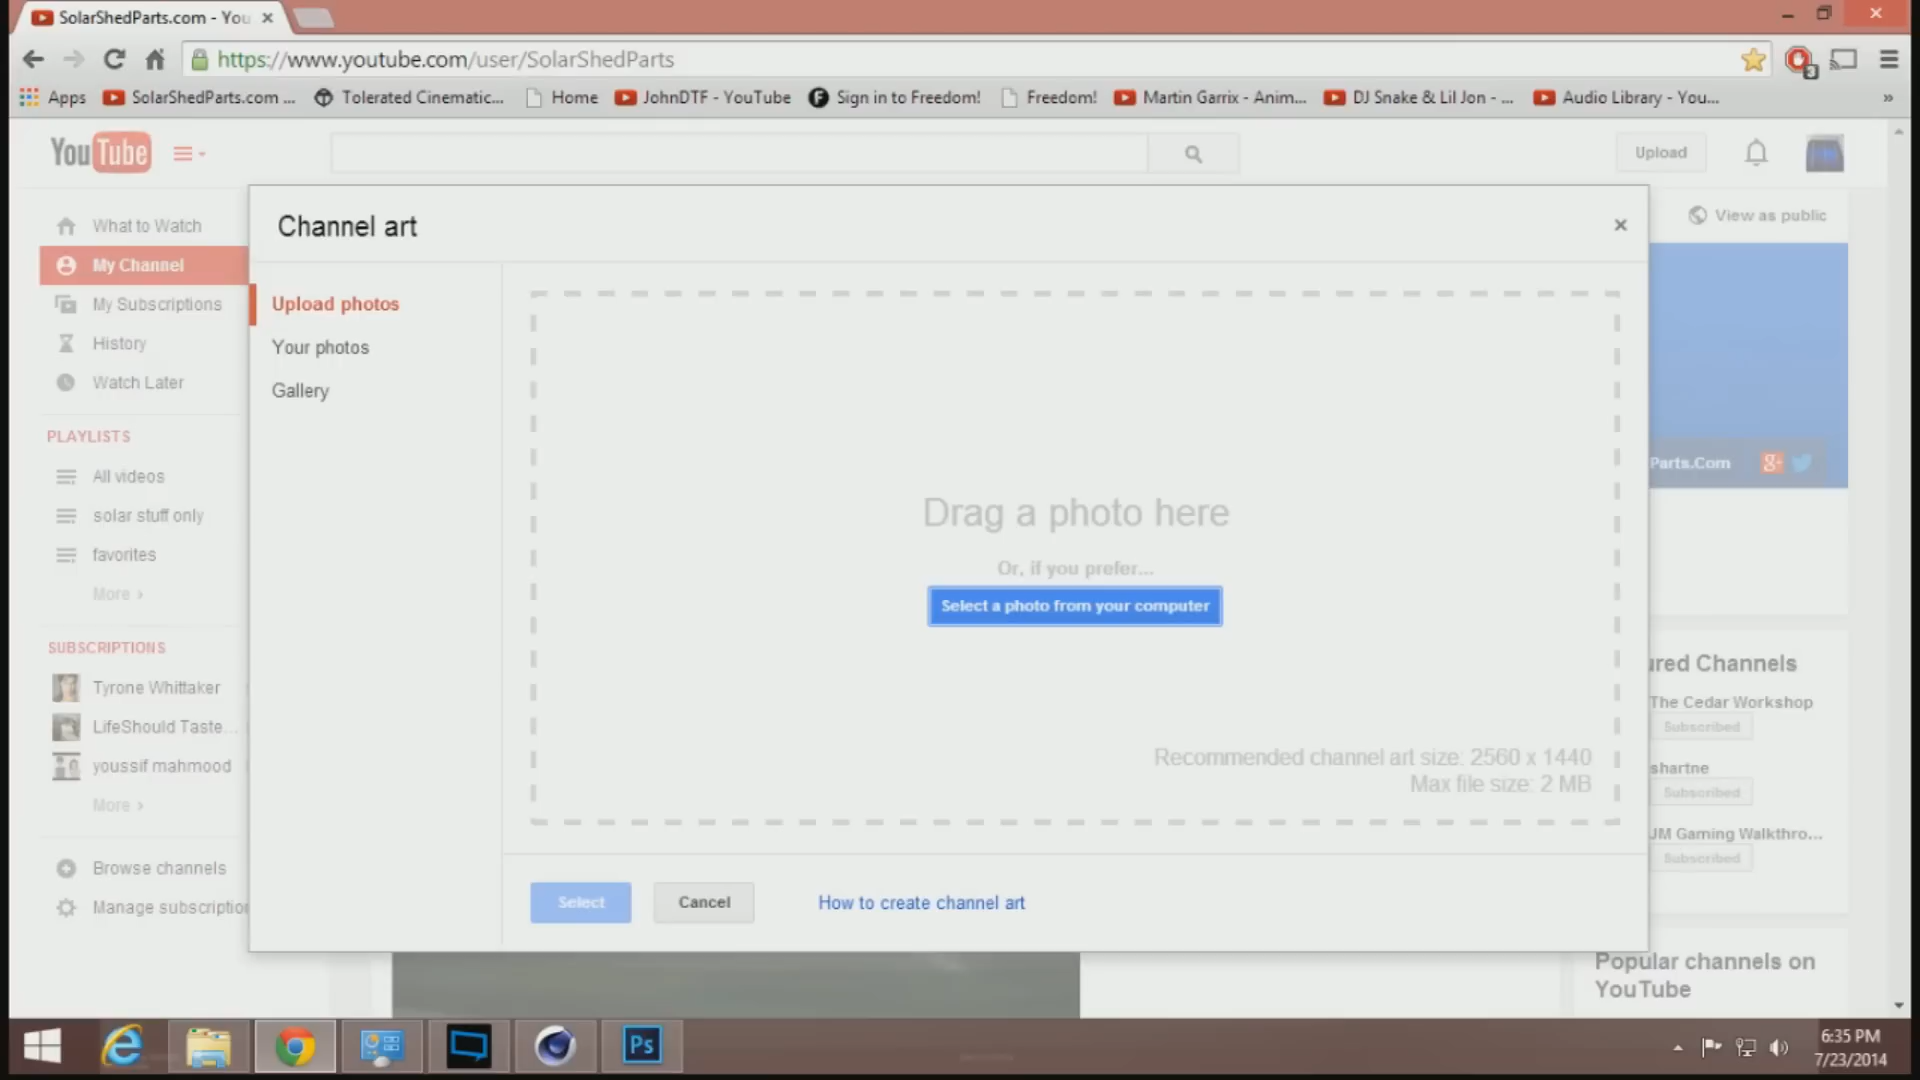 SolarShedParts.com - You
https://www.youtube.com/user/SolarShedParts
3
Apps
SolarShedParts.com ...
Tolerated Cinematic...
Home
JohnDTF - YouTube
Sign in to Freedom!
Freedom!
Martin Garrix - Anim...
DJ Snake & Lil Jon - ...
Audio Library - You...
»
YouTube
Upload
What to Watch
My Channel
My Subscriptions
History
Watch Later
PLAYLISTS
All videos
solar stuff only
favorites
More ›
SUBSCRIPTIONS
Tyrone Whittaker
LifeShould Taste...
youssif mahmood
More ›
Browse channels
Manage subscription
Channel art
Upload photos
Your photos
Gallery
Drag a photo here
Or, if you prefer...
Select a photo from your computer
Recommended channel art size: 2560 x 1440
Max file size: 2 MB
Select
Cancel
How to create channel art
View as public
Parts.Com
g+
ured Channels
The Cedar Workshop
Subscribed
shartne
Subscribed
JM Gaming Walkthro...
Subscribed
Popular channels on
YouTube
Ps
6:35 PM
7/23/2014